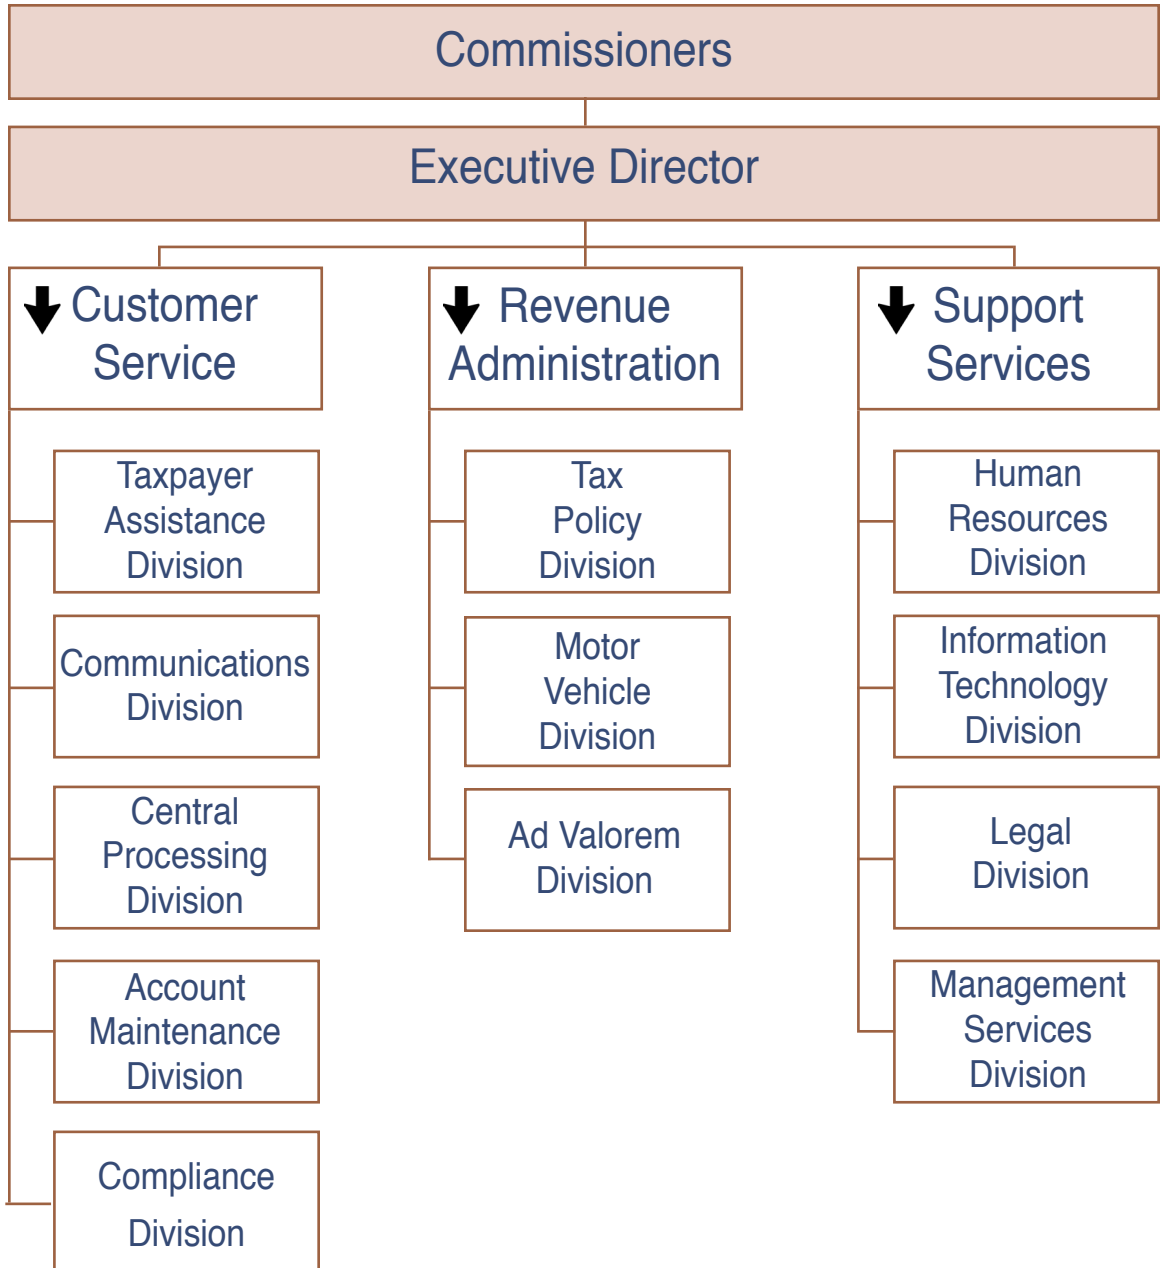 Commissioners
Executive Director
Customer
Service
Taxpayer
Assistance
Division
Communications
Division
Central
Processing
Division
Account
Maintenance
Division
Compliance
Division
Revenue
Administration
Tax
Policy
Division
Motor
Vehicle
Division
Ad Valorem
Division
Support
Services
Human
Resources
Division
Information
Technology
Division
Legal
Division
Management
Services
Division